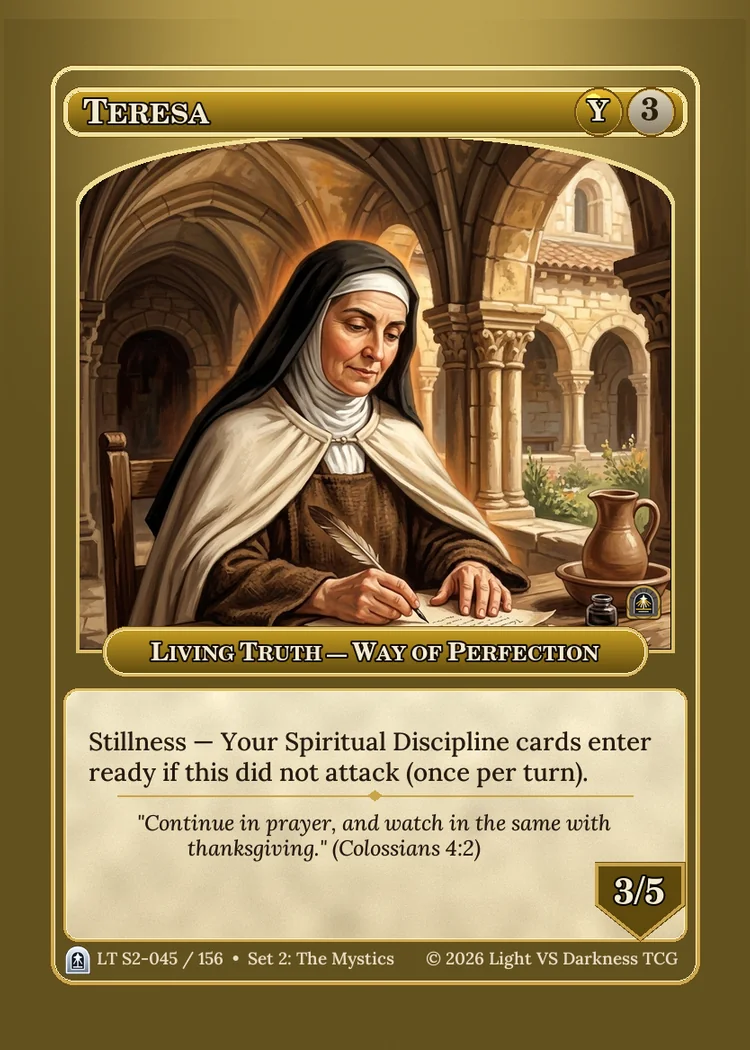 Teresa
Y 3
Living Truth — Way of Perfection
Stillness — Your Spiritual Discipline cards enter
ready if this did not attack (once per turn).
"Continue in prayer, and watch in the same with
thanksgiving." (Colossians 4:2)
3/5
LT S2-045 / 156 • Set 2: The Mystics © 2026 Light VS Darkness TCG